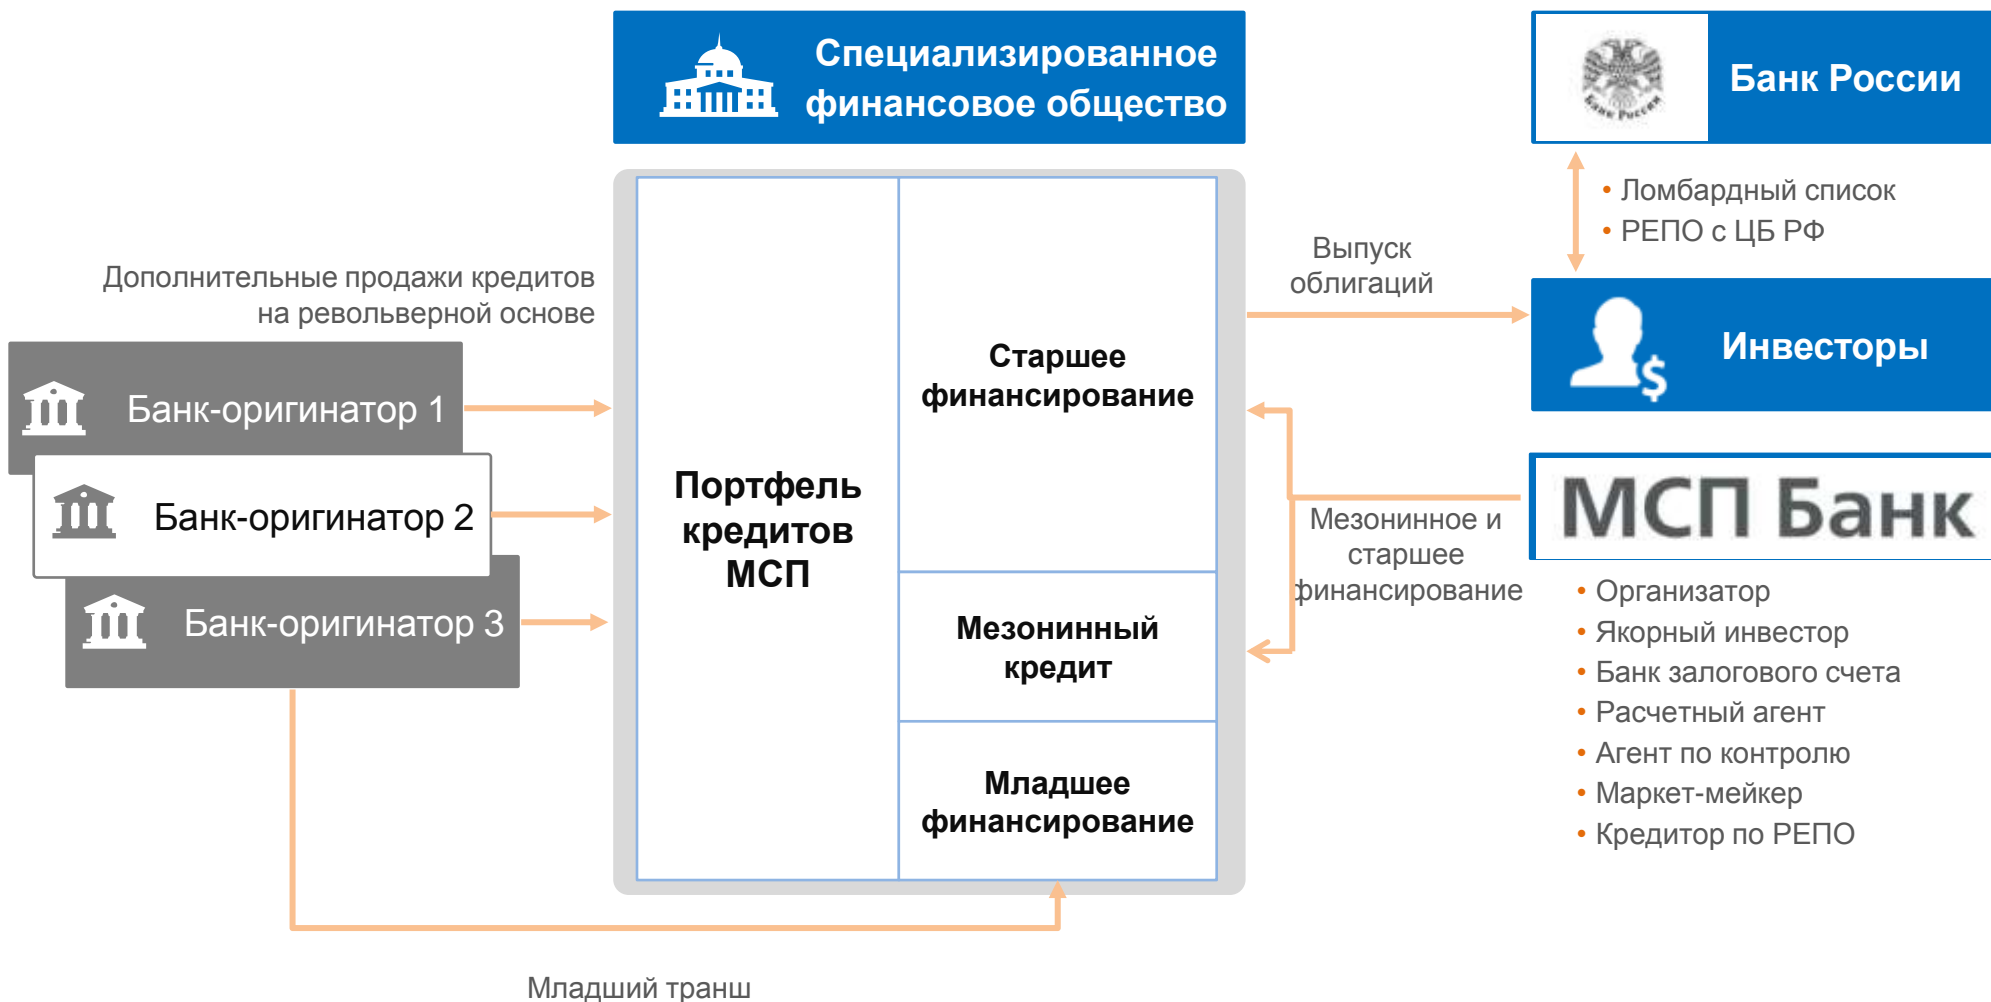 Специализированное
финансовое общество
Банк России
Банк России
• Ломбардный список
• РЕПО с ЦБ РФ
Выпуск
облигаций
Инвесторы
$
Дополнительные продажи кредитов
на револьверной основе
Банк-оригинатор 1
Банк-оригинатор 2
Банк-оригинатор 3
Портфель
кредитов
МСП
Старшее
финансирование
Мезонинный
кредит
Младшее
финансирование
Мезонинное и
старшее
финансирование
МСП Банк
• Организатор
• Якорный инвестор
• Банк залогового счета
• Расчетный агент
• Агент по контролю
• Маркет-мейкер
• Кредитор по РЕПО
Младший транш